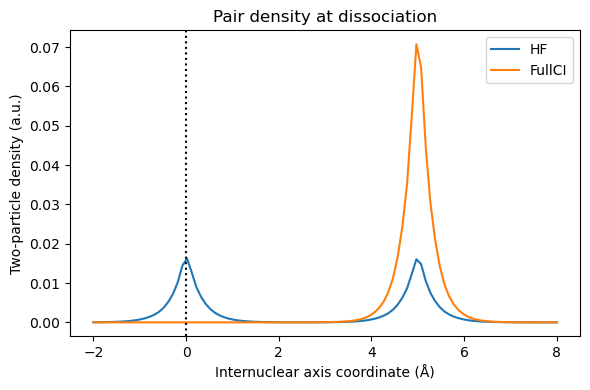 Pair density at dissociation
HF
FullCI
Two-particle density (a.u.)
0.07
0.06
0.05
0.04
0.03
0.02
0.01
0.00
−2
0
2
4
6
8
Internuclear axis coordinate (Å)